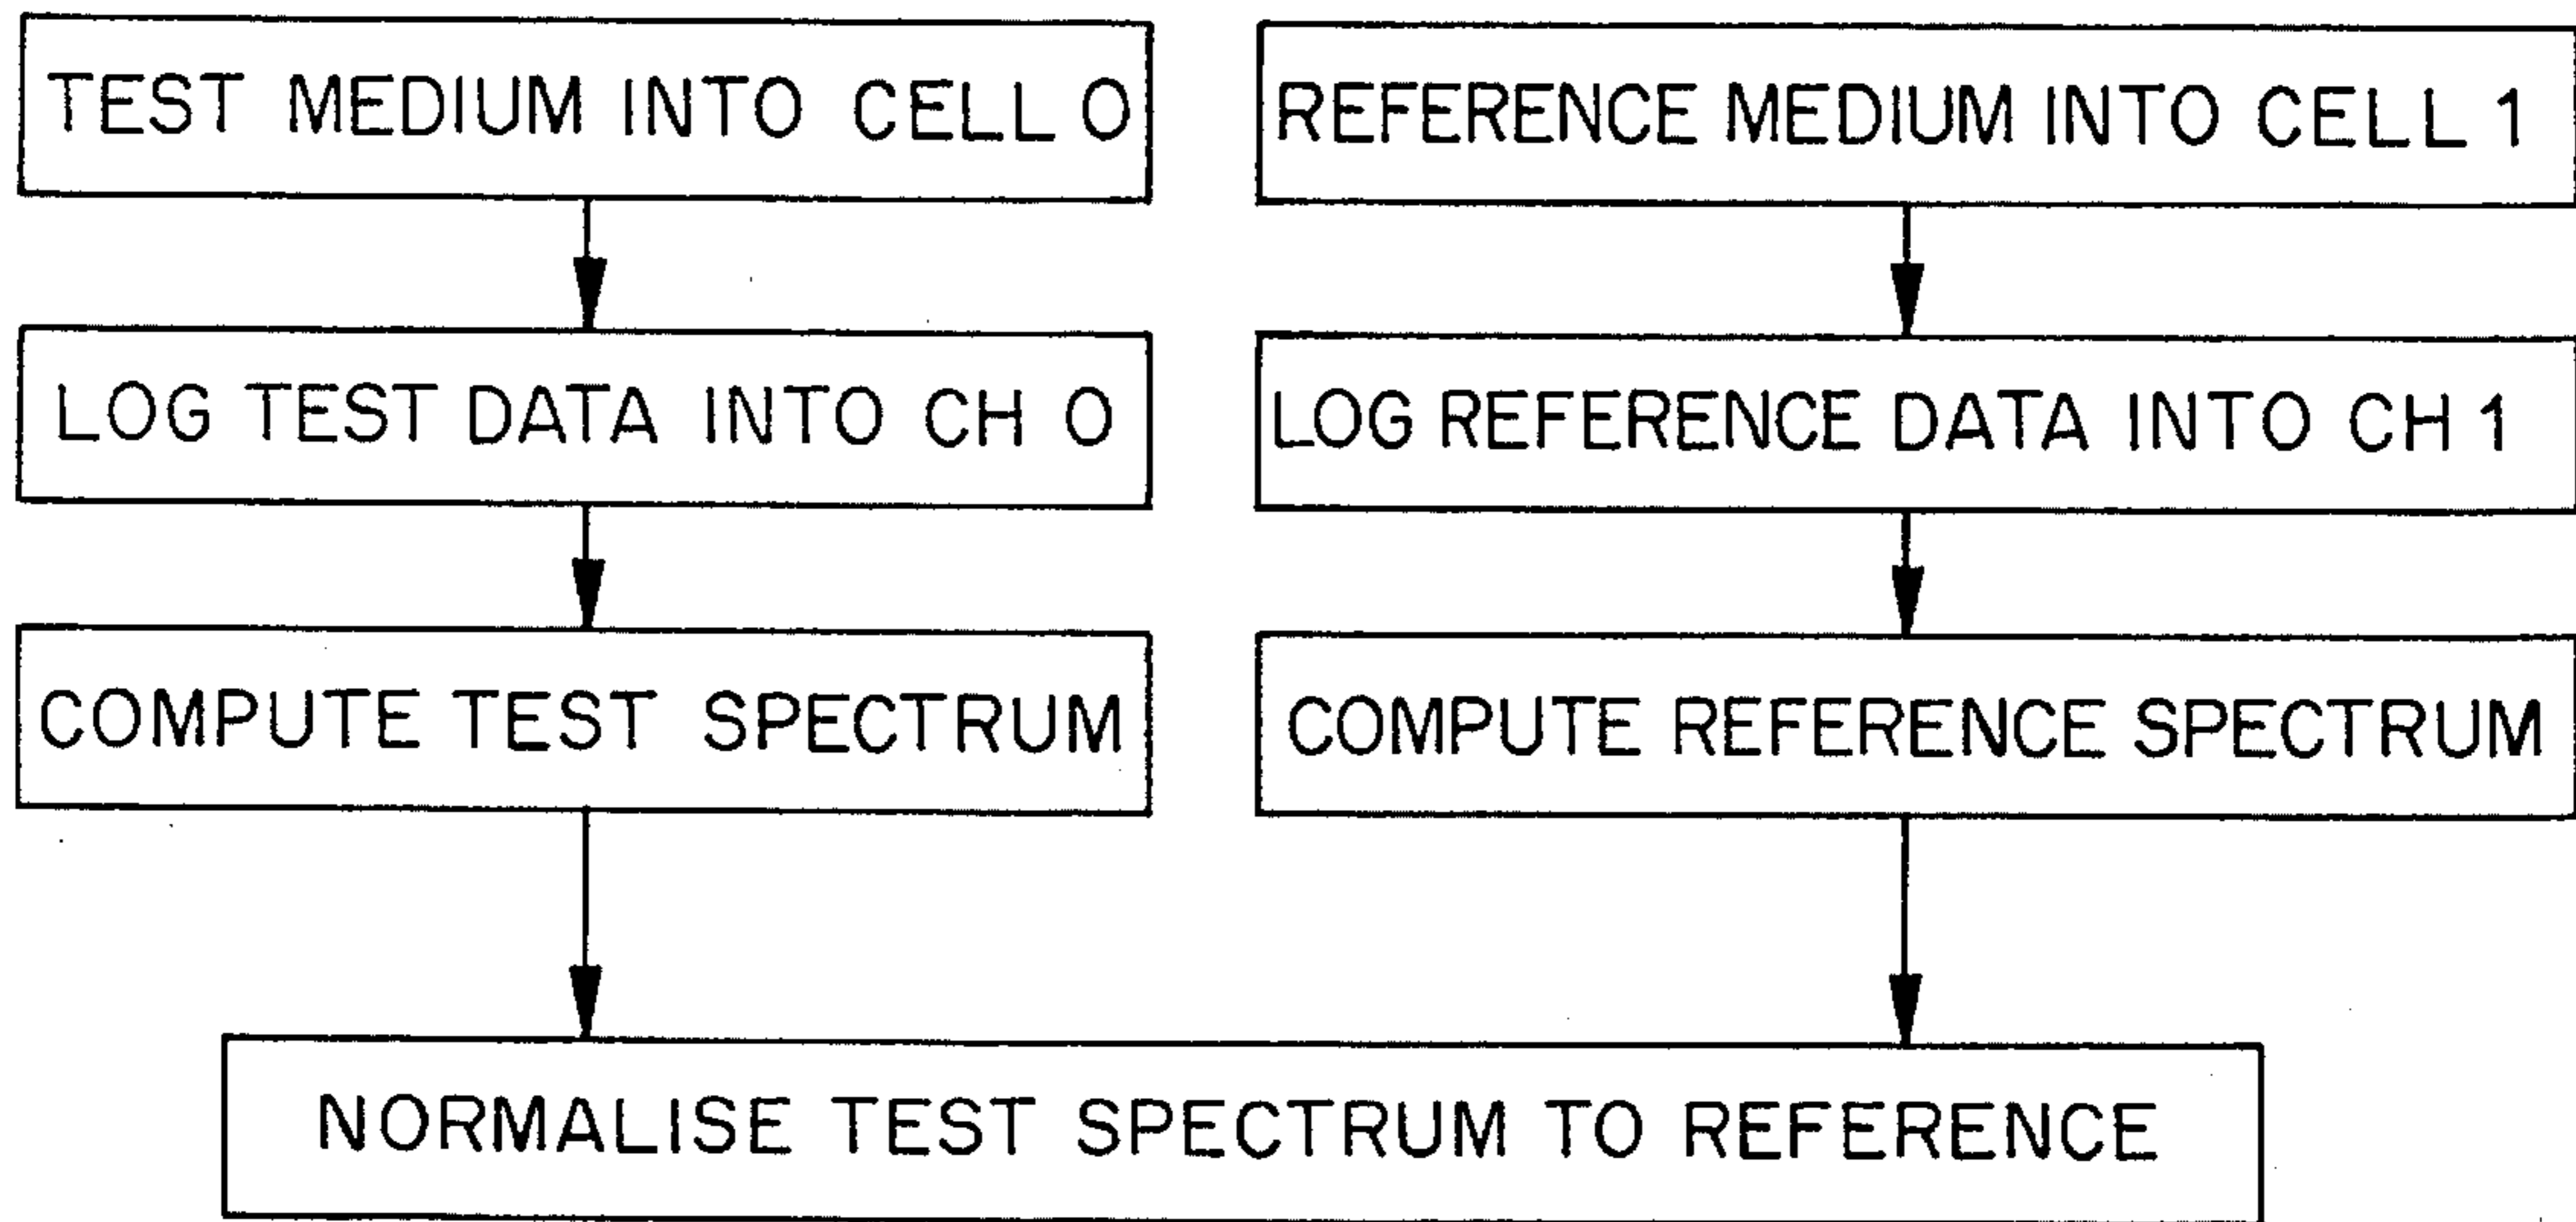 TEST MEDIUM INTO CELL 0
REFERENCE MEDIUM INTO CELL 1
LOG TEST DATA INTO CH 0
LOG REFERENCE DATA INTO CH 1
COMPUTE TEST SPECTRUM
COMPUTE REFERENCE SPECTRUM
NORMALISE TEST SPECTRUM TO REFERENCE